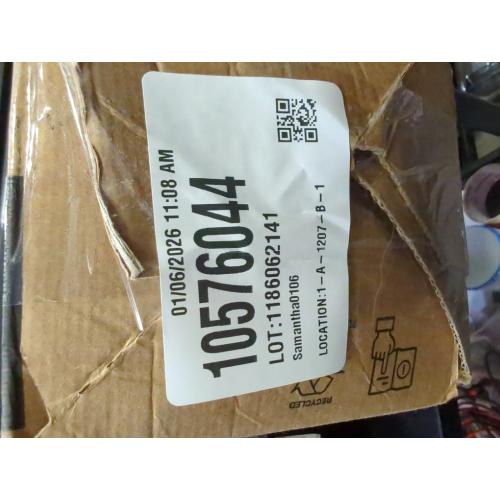 01/06/2026 11:08 AM
10576044
LOT:1186062141
Samantha0106
LOCATION:1-A-1207-B-1
RECYCLED